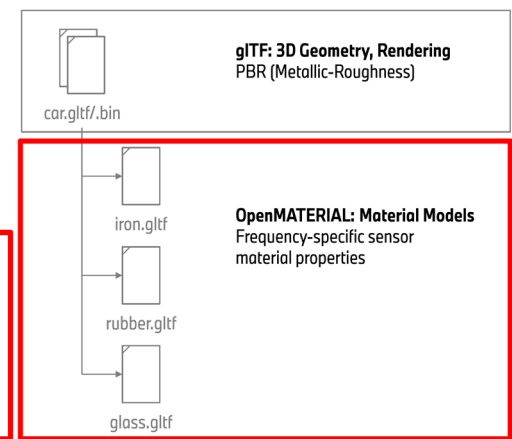 glTF: 3D Geometry, Rendering
PBR (Metallic-Roughness)
car.gltf/.bin
iron.gltf
OpenMATERIAL: Material Models
Frequency-specific sensor
material properties
rubber.gltf
glass.gltf